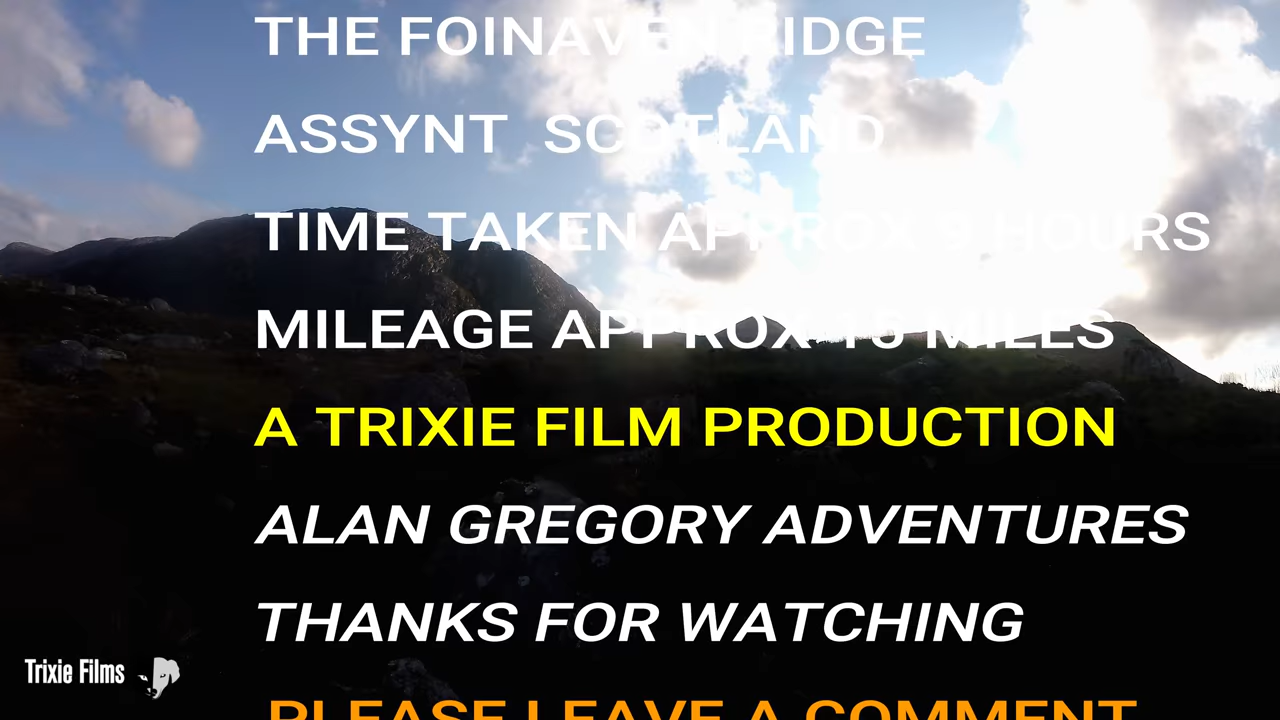 THE FOINAVEN RIDGE
ASSYNT SCOTLAND
TIME TAKEN APPROX HOURS
MILEAGE APPROX 15 MILES
A TRIXIE FILM PRODUCTION
ALAN GREGORY ADVENTURES
THANKS FOR WATCHING
Trixie Films
PLEASE LEAVE A COMMENT